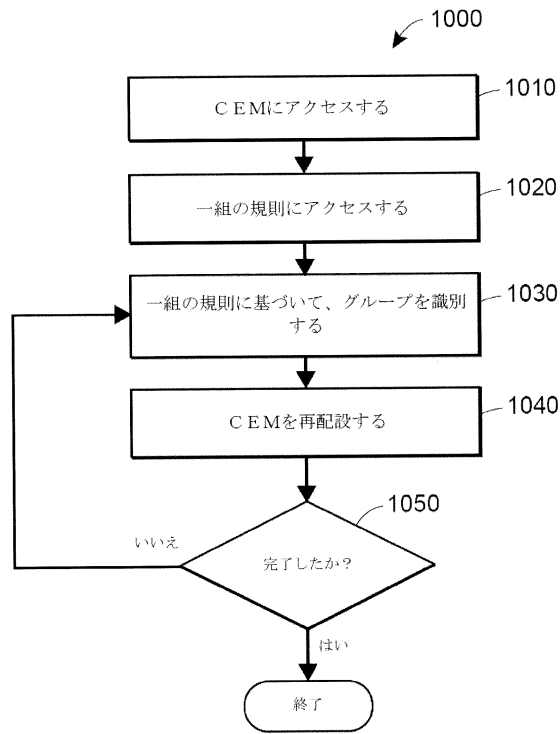 1000
ＣＥＭにアクセスする
1010
一組の規則にアクセスする
1020
一組の規則に基づいて、グループを識別
する
1030
ＣＥＭを再配設する
1040
1050
完了したか？
いいえ
はい
終了